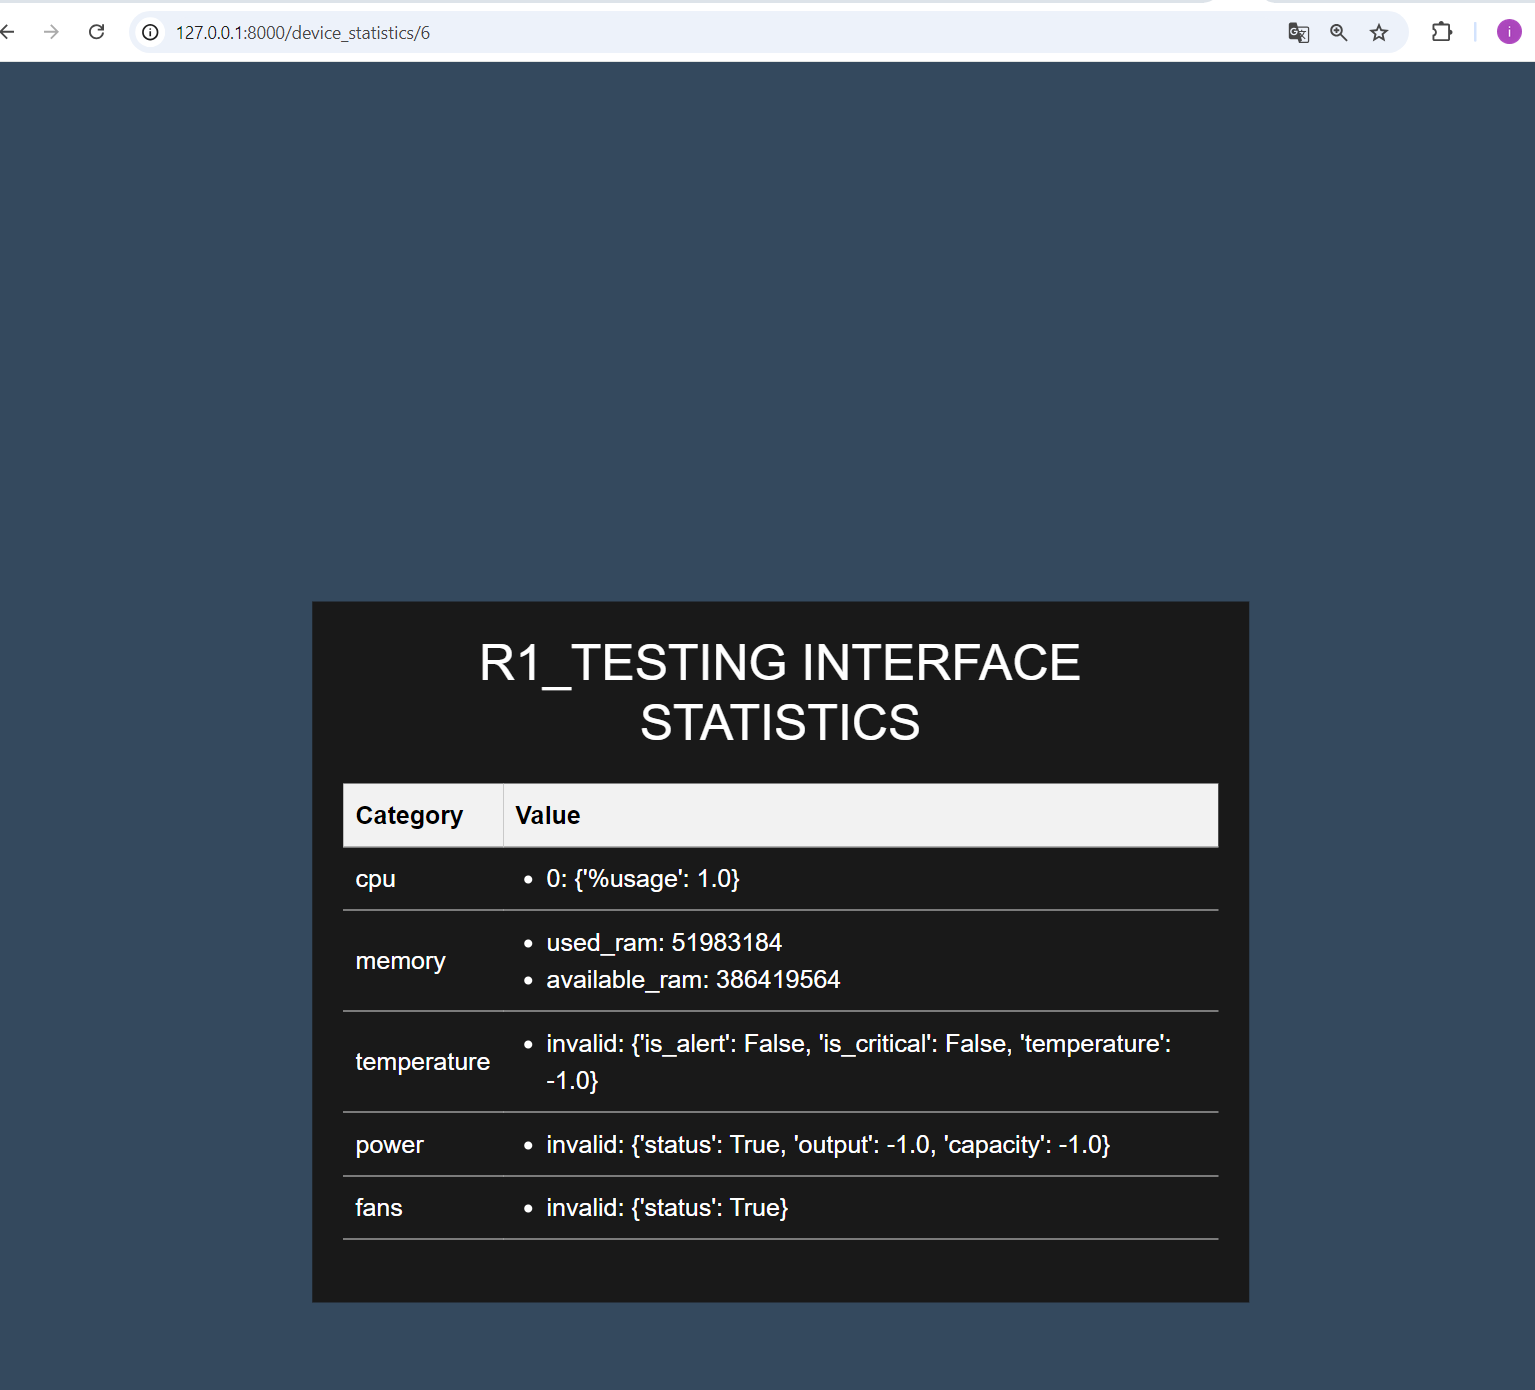 127.0.0.1:8000/device_statistics/6
i
R1_TESTING INTERFACE
STATISTICS
Category Value
cpu
0: {'%usage': 1.0}
memory
used_ram: 51983184
available_ram: 386419564
temperature
invalid: {'is_alert': False, 'is_critical': False, 'temperature':
-1.0}
power
invalid: {'status': True, 'output': -1.0, 'capacity': -1.0}
fans
invalid: {'status': True}